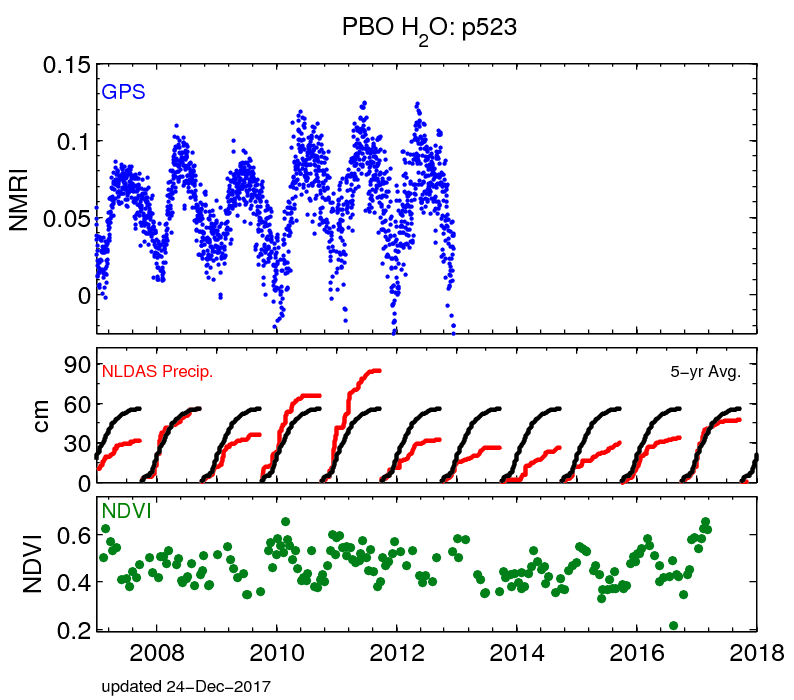 PBO H2O: p523
0.15
GPS
0.1
NMRI
0.05
0
90
NLDAS Precip. 5-yr Avg.
60
cm
30
0
NDVI
0.6
NDVI
0.4
0.2
2008 2010 2012 2014 2016 2018
updated 24-Dec-2017